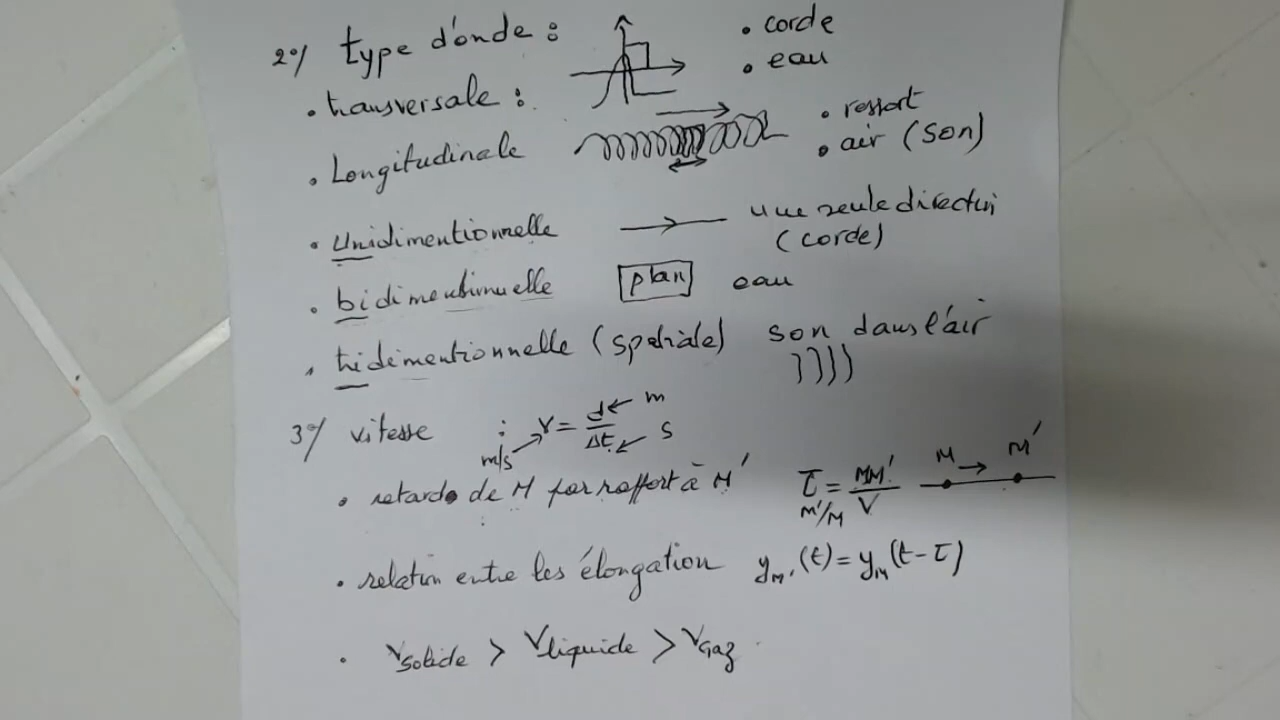 2°/ type d'onde : • corde
• eau
• transversale :
• Longitudinale • ressort
• air (son)
• Unidimentionnelle une seule direction
(corde)
• bidimentionnelle plan eau
• tridimentionnelle (spatiale) son dans l'air
3°/ vitesse : v = d/Δt m s m/s
• retard de M par rapport à M' τ M'/M = MM'/V M M'
• relation entre les élongation yM'(t) = yM(t-τ)
• Vsolide > Vliquide > VGaz